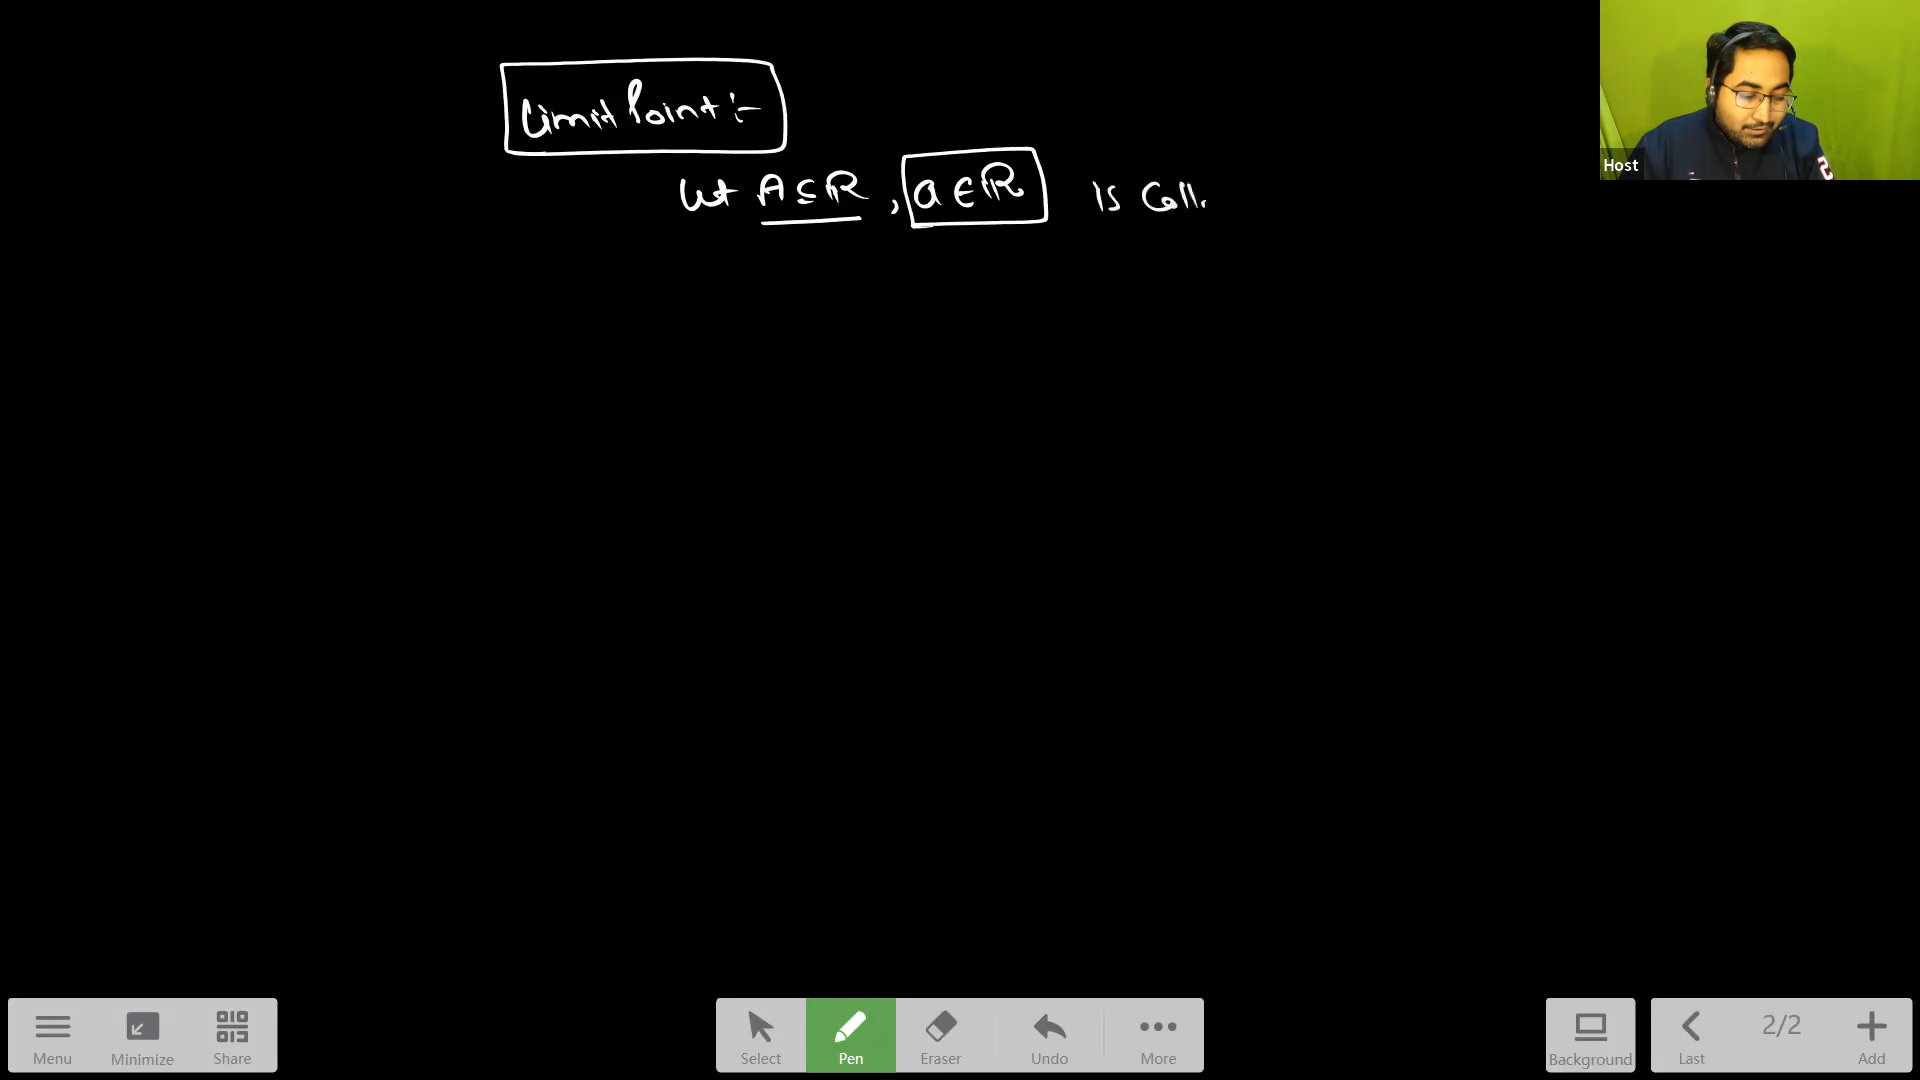 Limit Point :-
Let A ⊆ ℝ , a ∈ ℝ is Call
Host
Menu
Minimize
Share
Select
Pen
Eraser
Undo
More
Background
Last
2/2
Add